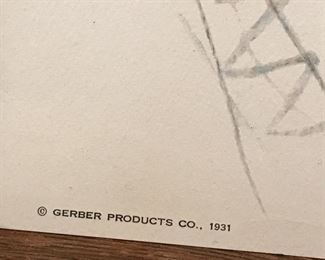 © GERBER PRODUCTS CO., 1931